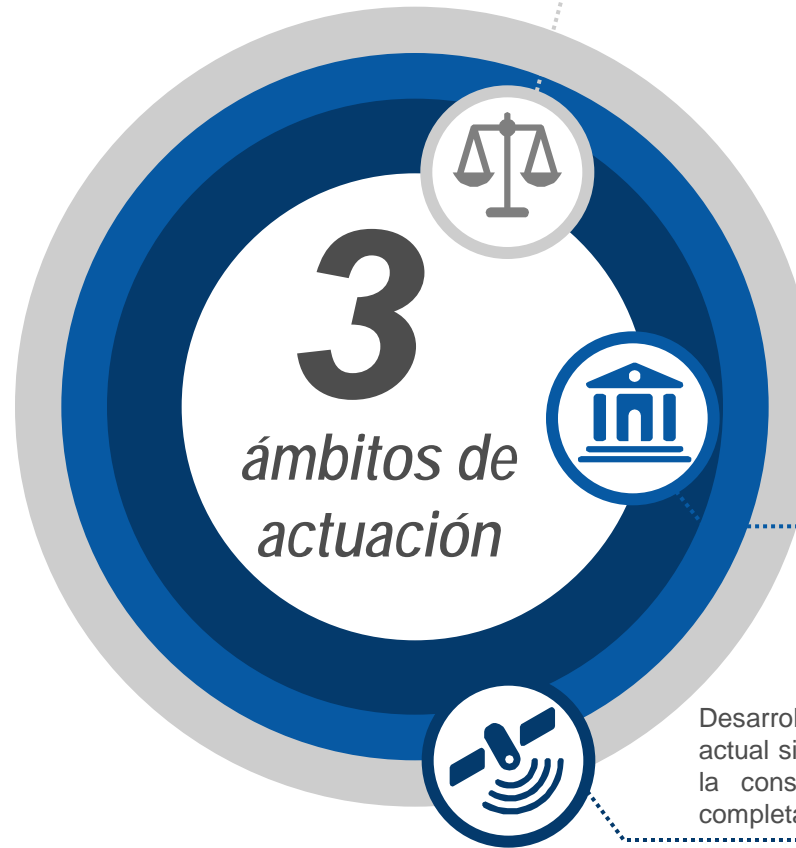 3
ámbitos de
actuación
Desarrol
actual si
la cons
completa